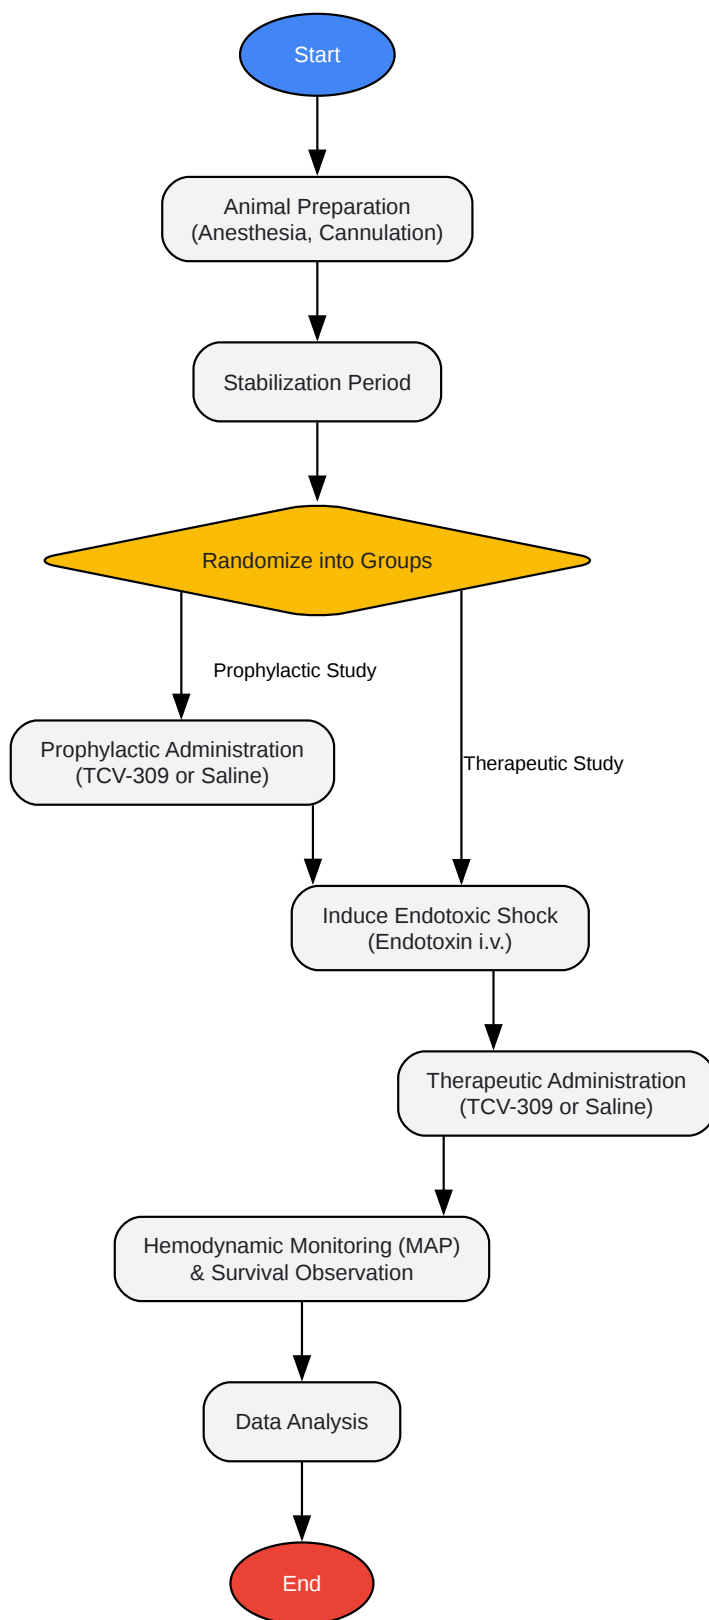 Start
Animal Preparation
(Anesthesia, Cannulation)
Stabilization Period
Randomize into Groups
Prophylactic Study
Prophylactic Administration
(TCV-309 or Saline)
Therapeutic Study
Induce Endotoxic Shock
(Endotoxin i.v.)
Therapeutic Administration
(TCV-309 or Saline)
Hemodynamic Monitoring (MAP)
& Survival Observation
Data Analysis
End